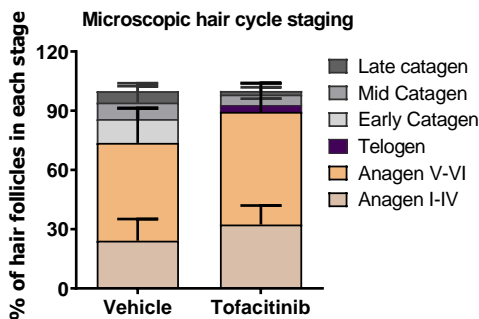 Microscopic hair cycle staging
% of hair follicles in each stage
120
90
60
30
0
Vehicle
Tofacitinib
Late catagen
Mid Catagen
Early Catagen
Telogen
Anagen V-VI
Anagen I-IV